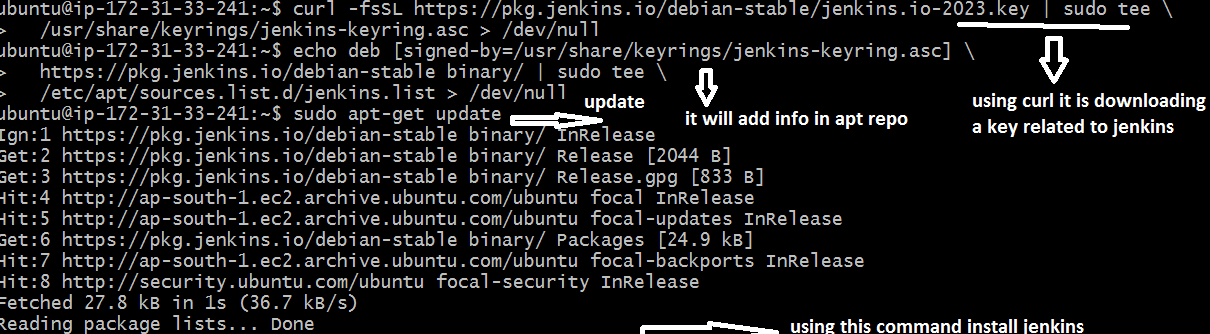 ubuntu@ip-172-31-33-241:~$ curl -fsSL https://pkg.jenkins.io/debian-stable/jenkins.io-2023.key | sudo tee \
>   /usr/share/keyrings/jenkins-keyring.asc > /dev/null
ubuntu@ip-172-31-33-241:~$ echo deb [signed-by=/usr/share/keyrings/jenkins-keyring.asc] \
>   https://pkg.jenkins.io/debian-stable binary/ | sudo tee \
>   /etc/apt/sources.list.d/jenkins.list > /dev/null
update
it will add info in apt repo
using curl it is downloading
a key related to jenkins
ubuntu@ip-172-31-33-241:~$ sudo apt-get update
Ign:1 https://pkg.jenkins.io/debian-stable binary/ InRelease
Get:2 https://pkg.jenkins.io/debian-stable binary/ Release [2044 B]
Get:3 https://pkg.jenkins.io/debian-stable binary/ Release.gpg [833 B]
Hit:4 http://ap-south-1.ec2.archive.ubuntu.com/ubuntu focal InRelease
Hit:5 http://ap-south-1.ec2.archive.ubuntu.com/ubuntu focal-updates InRelease
Get:6 https://pkg.jenkins.io/debian-stable binary/ Packages [24.9 kB]
Hit:7 http://ap-south-1.ec2.archive.ubuntu.com/ubuntu focal-backports InRelease
Hit:8 http://security.ubuntu.com/ubuntu focal-security InRelease
Fetched 27.8 kB in 1s (36.7 kB/s)
Reading package lists... Done
using this command install jenkins